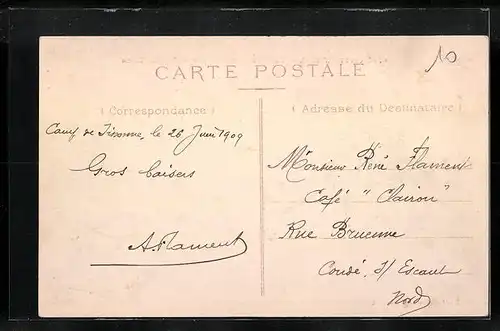 10
CARTE POSTALE
( Correspondance )
( Adresse du Destinataire )
Camp de Sissonne, le 26 Juin 1909
Gros baisers
A. Flament
Monsieur René Flament
Café " Clairon "
Rue Bruenne
Condé s/ Escaut
Nord